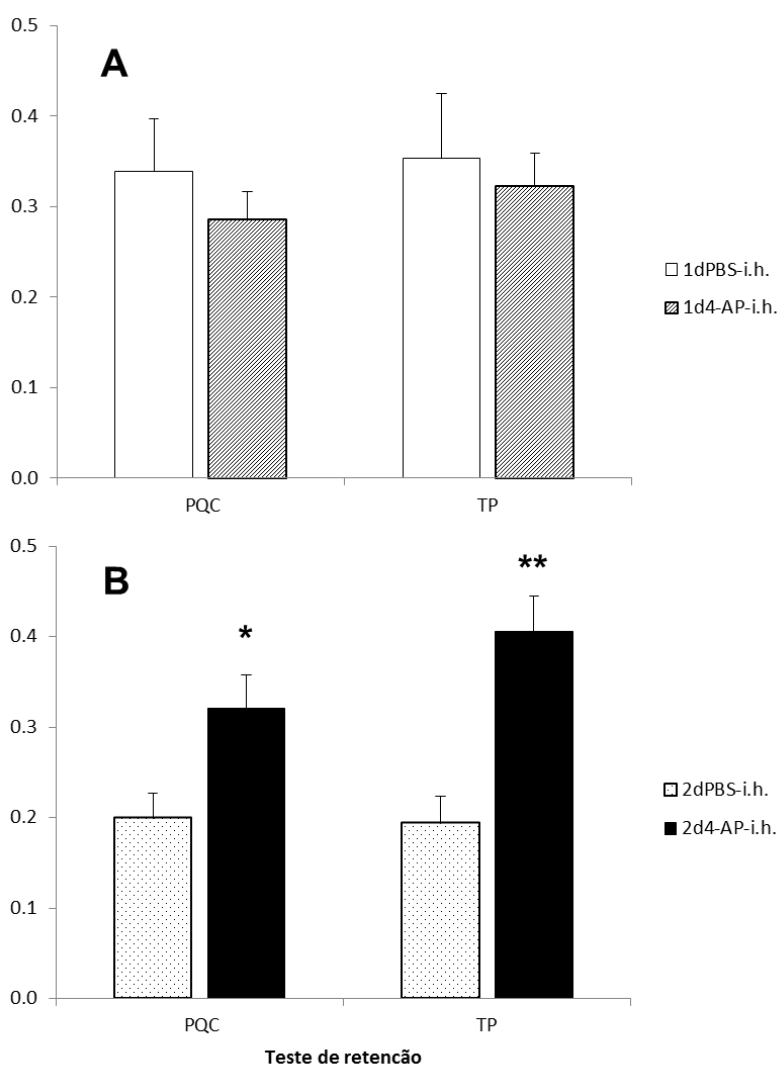 0.5
A
0.4
0.3
0.2
0.1
0.0
PQC
TP
1dPBS-i.h.
1d4-AP-i.h.
0.5
B
**
*
0.4
0.3
0.2
0.1
0.0
PQC
TP
2dPBS-i.h.
2d4-AP-i.h.
Teste de retencão